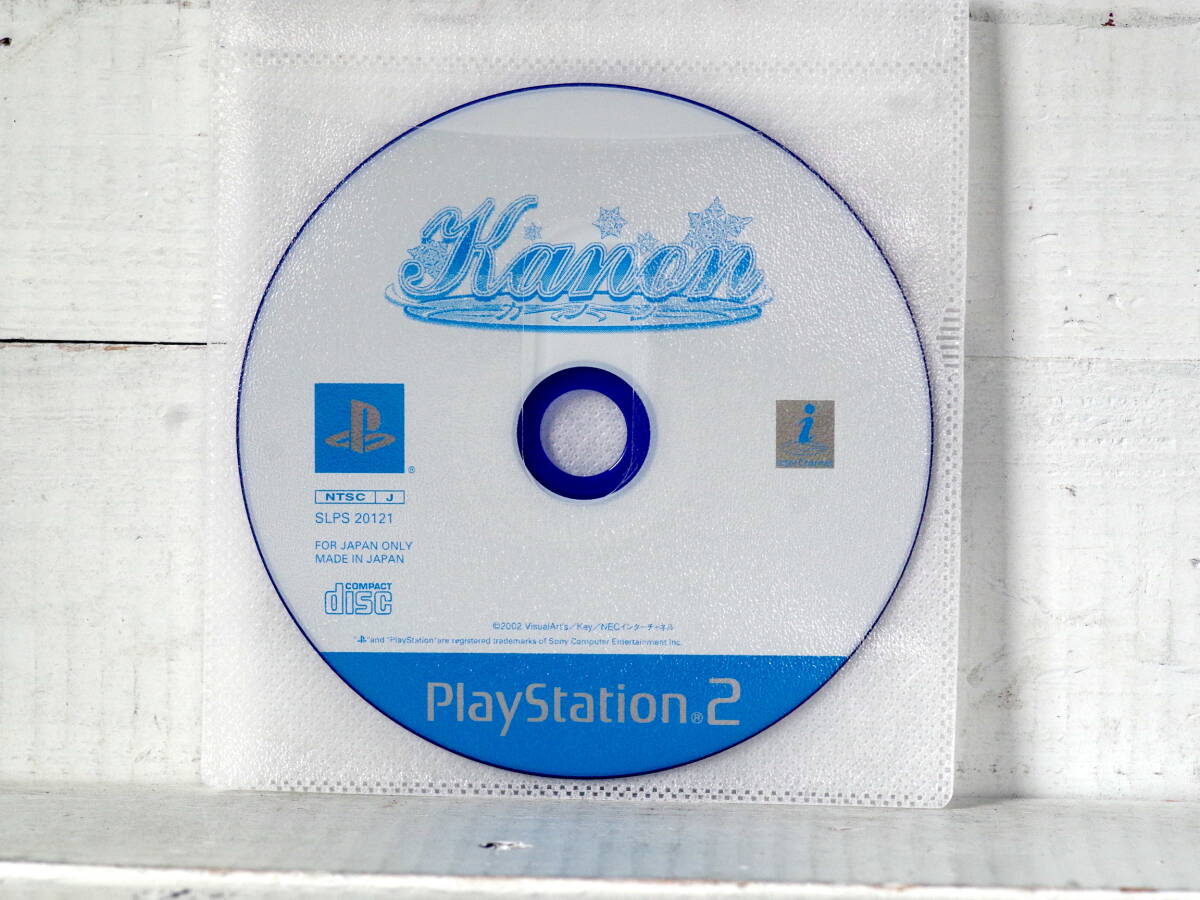 Kanon
カノン
i
InterChannel
®
NTSC J
SLPS 20121
FOR JAPAN ONLY
MADE IN JAPAN
COMPACT
disc
©2002 VisualArt's／Key／NECインターチャネル
" "and "PlayStation"are registered trademarks of Sony Computer Entertainment Inc.
PlayStation®2